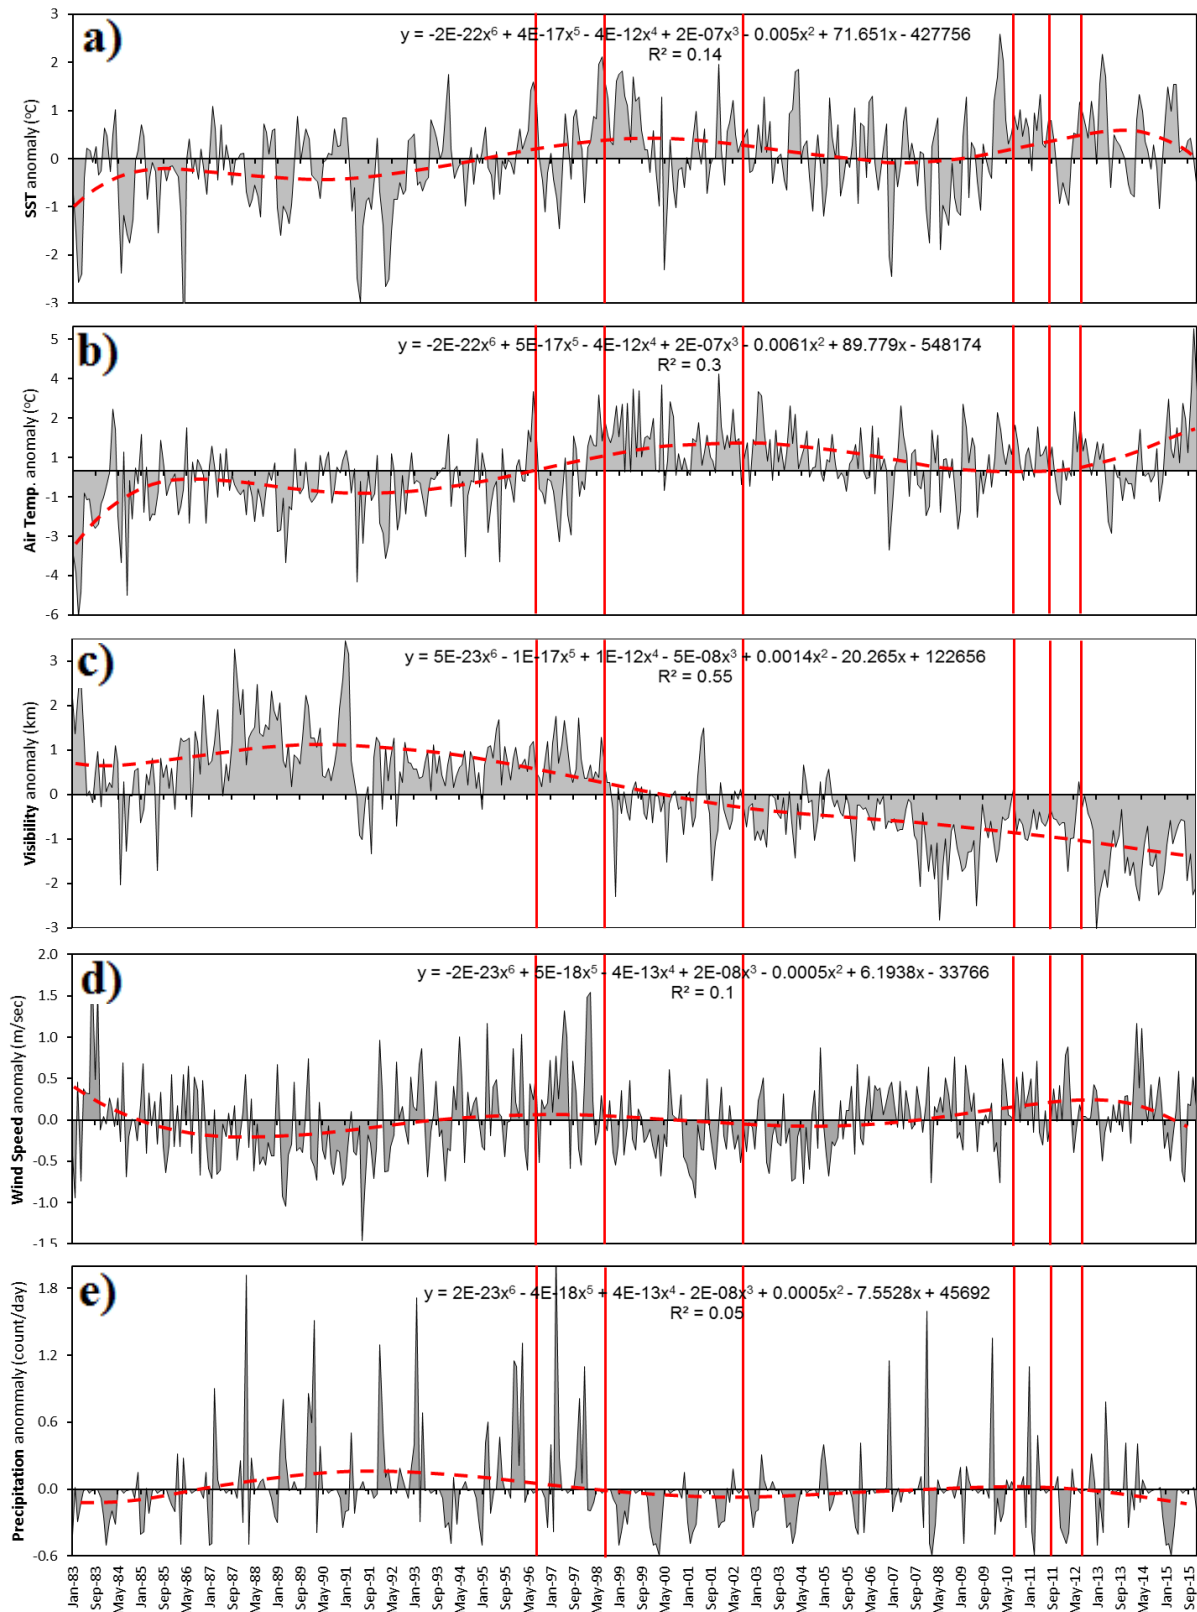 a)
y = -2E-22x⁶ + 4E-17x⁵ - 4E-12x⁴ + 2E-07x³ - 0.005x² + 71.651x - 427756
R² = 0.14
SST anomaly (°C)
3
2
1
0
-1
-2
-3
b)
y = -2E-22x⁶ + 5E-17x⁵ - 4E-12x⁴ + 2E-07x³ - 0.0061x² + 89.779x - 548174
R² = 0.3
Air Temp. anomaly (°C)
5
4
2
1
-1
-3
-4
-6
c)
y = 5E-23x⁶ - 1E-17x⁵ + 1E-12x⁴ - 5E-08x³ + 0.0014x² - 20.265x + 122656
R² = 0.55
Visibility anomaly (km)
3
2
1
0
-1
-2
-3
d)
y = -2E-23x⁶ + 5E-18x⁵ - 4E-13x⁴ + 2E-08x³ - 0.0005x² + 6.1938x - 33766
R² = 0.1
Wind Speed anomaly (m/sec)
2.0
1.5
1.0
0.5
0.0
-0.5
-1.0
-1.5
e)
y = 2E-23x⁶ - 4E-18x⁵ + 4E-13x⁴ - 2E-08x³ + 0.0005x² - 7.5528x + 45692
R² = 0.05
Precipitation anommaly (count/day)
1.8
1.2
0.6
0.0
-0.6
Jan-83
Sep-83
May-84
Jan-85
Sep-85
May-86
Jan-87
Sep-87
May-88
Jan-89
Sep-89
May-90
Jan-91
Sep-91
May-92
Jan-93
Sep-93
May-94
Jan-95
Sep-95
May-96
Jan-97
Sep-97
May-98
Jan-99
Sep-99
May-00
Jan-01
Sep-01
May-02
Jan-03
Sep-03
May-04
Jan-05
Sep-05
May-06
Jan-07
Sep-07
May-08
Jan-09
Sep-09
May-10
Jan-11
Sep-11
May-12
Jan-13
Sep-13
May-14
Jan-15
Sep-15